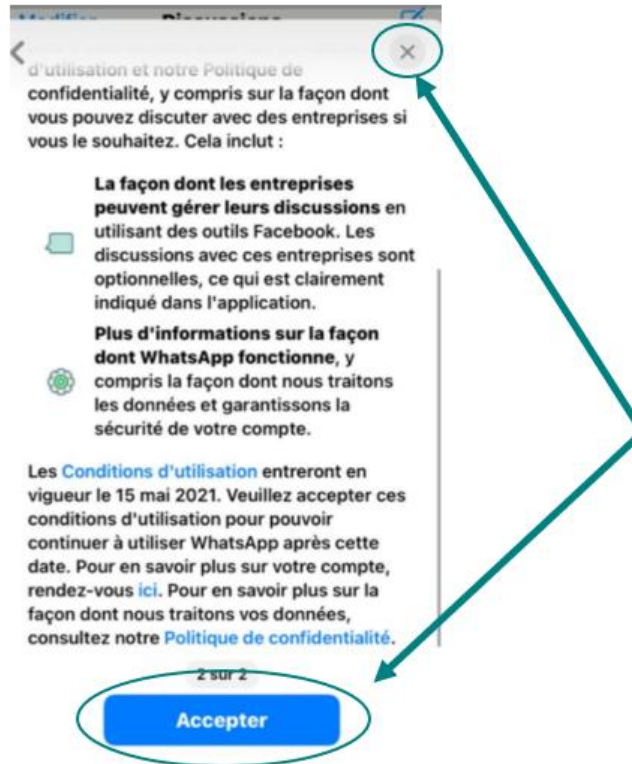 Modifier Discussions
d'utilisation et notre Politique de
confidentialité, y compris sur la façon dont
vous pouvez discuter avec des entreprises si
vous le souhaitez. Cela inclut :
La façon dont les entreprises
peuvent gérer leurs discussions en
utilisant des outils Facebook. Les
discussions avec ces entreprises sont
optionnelles, ce qui est clairement
indiqué dans l'application.
Plus d'informations sur la façon
dont WhatsApp fonctionne, y
compris la façon dont nous traitons
les données et garantissons la
sécurité de votre compte.
Les Conditions d'utilisation entreront en
vigueur le 15 mai 2021. Veuillez accepter ces
conditions d'utilisation pour pouvoir
continuer à utiliser WhatsApp après cette
date. Pour en savoir plus sur votre compte,
rendez-vous ici. Pour en savoir plus sur la
façon dont nous traitons vos données,
consultez notre Politique de confidentialité.
2 sur 2
Accepter